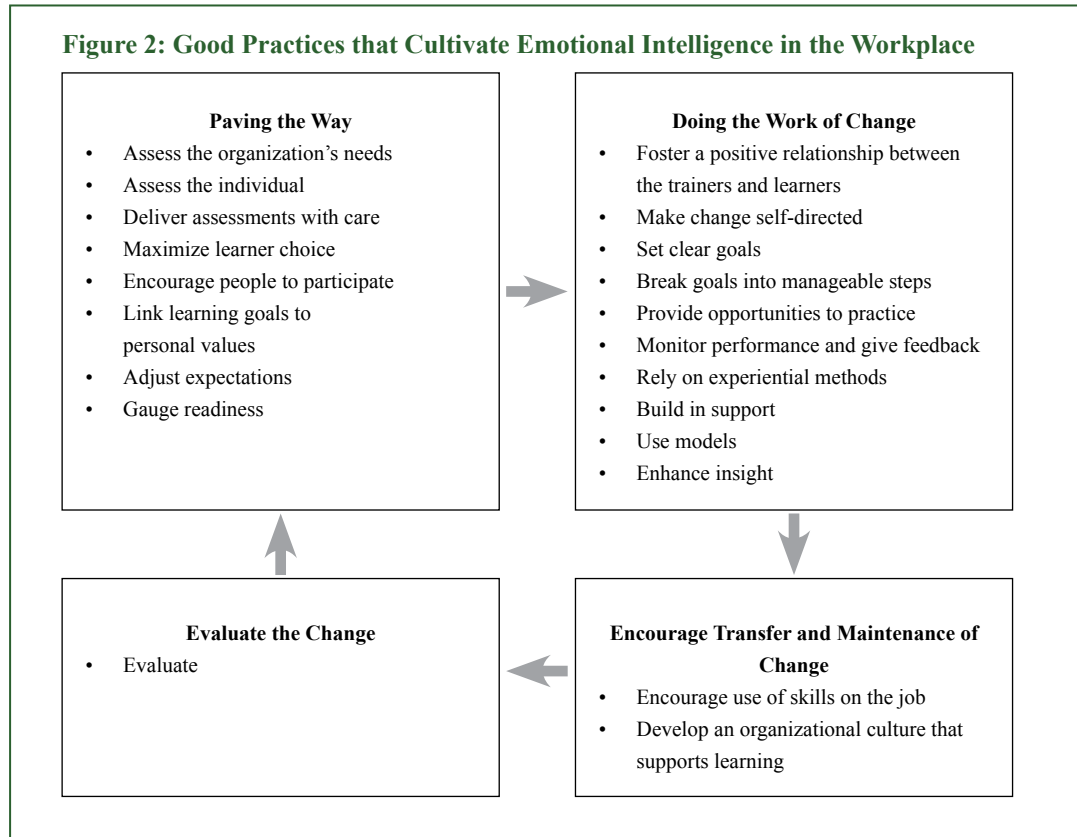 Figure 2: Good Practices that Cultivate Emotional Intelligence in the Workplace
Paving the Way
• Assess the organization’s needs
• Assess the individual
• Deliver assessments with care
• Maximize learner choice
• Encourage people to participate
• Link learning goals to
personal values
• Adjust expectations
• Gauge readiness
Doing the Work of Change
• Foster a positive relationship between
the trainers and learners
• Make change self-directed
• Set clear goals
• Break goals into manageable steps
• Provide opportunities to practice
• Monitor performance and give feedback
• Rely on experiential methods
• Build in support
• Use models
• Enhance insight
Encourage Transfer and Maintenance of
Change
• Encourage use of skills on the job
• Develop an organizational culture that
supports learning
Evaluate the Change
• Evaluate